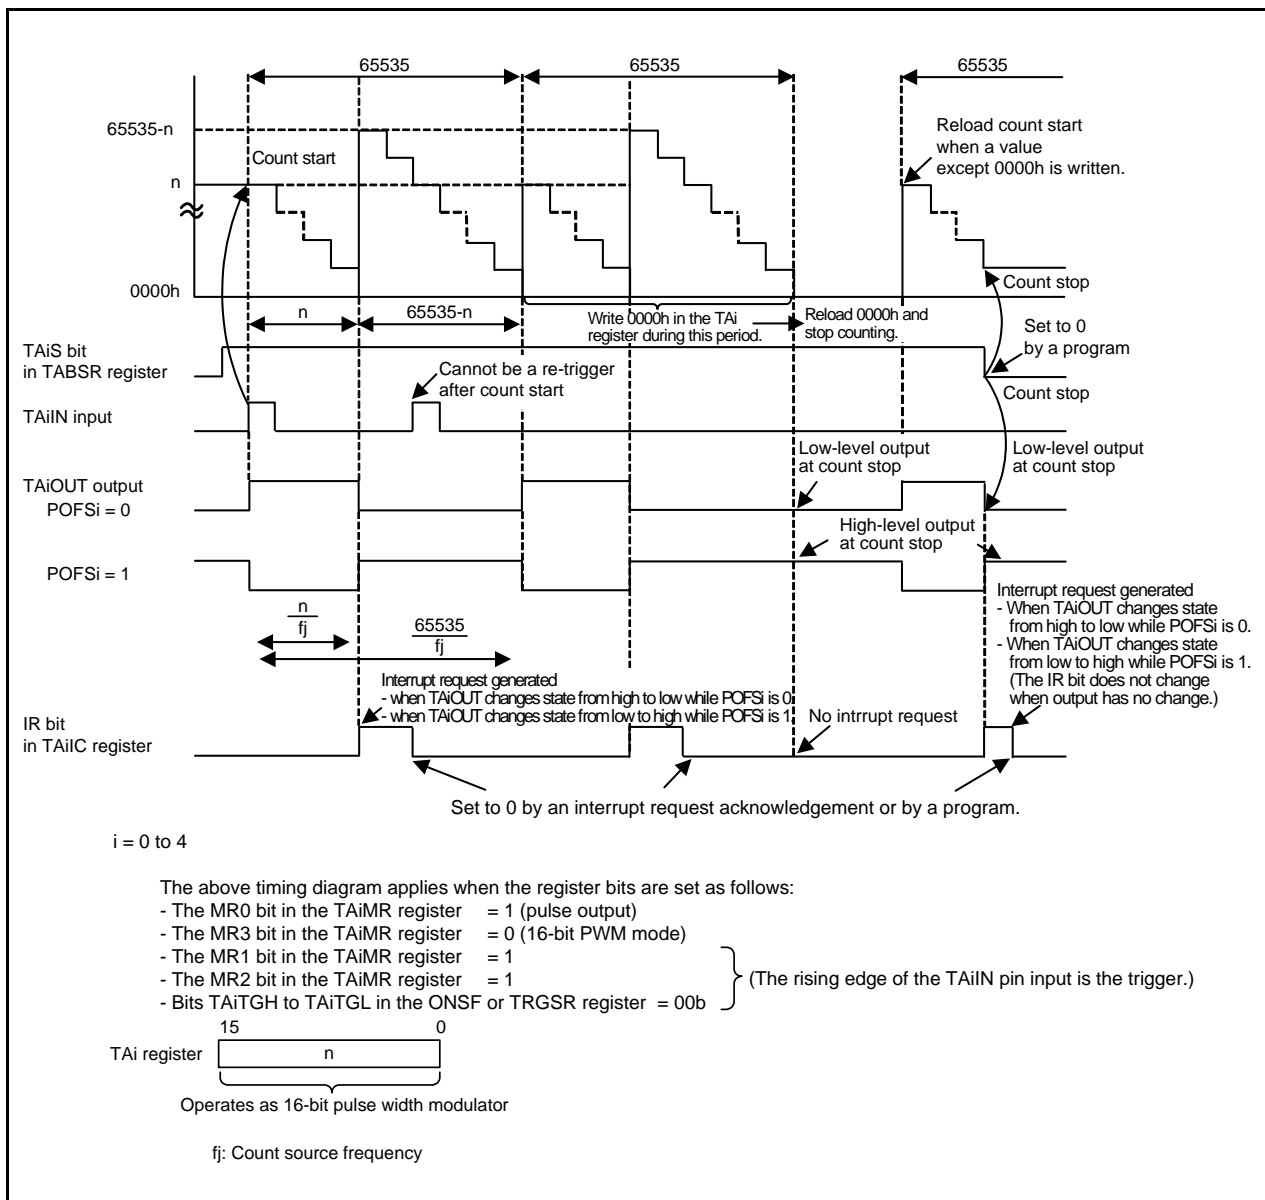 65535
65535
65535
65535-n
Count start
Reload count start
when a value
except 0000h is written.
n
0000h
Count stop
n
65535-n
Write 0000h in the TAi
register during this period.
Reload 0000h and
stop counting.
Set to 0
by a program
TAiS bit
in TABSR register
Cannot be a re-trigger
after count start
Count stop
TAiIN input
Low-level output
at count stop
Low-level output
at count stop
TAiOUT output
POFSi = 0
High-level output
at count stop
POFSi = 1
Interrupt request generated
- When TAiOUT changes state
from high to low while POFSi is 0.
- When TAiOUT changes state
from low to high while POFSi is 1.
(The IR bit does not change
when output has no change.)
n
fj
65535
fj
Interrupt request generated
- when TAiOUT changes state from high to low while POFSi is 0
- when TAiOUT changes state from low to high while POFSi is 1
No intrrupt request
IR bit
in TAiIC register
Set to 0 by an interrupt request acknowledgement or by a program.
i = 0 to 4
The above timing diagram applies when the register bits are set as follows:
- The MR0 bit in the TAiMR register = 1 (pulse output)
- The MR3 bit in the TAiMR register = 0 (16-bit PWM mode)
- The MR1 bit in the TAiMR register = 1
- The MR2 bit in the TAiMR register = 1
- Bits TAiTGH to TAiTGL in the ONSF or TRGSR register = 00b
(The rising edge of the TAiIN pin input is the trigger.)
15 0
TAi register n
Operates as 16-bit pulse width modulator
fj: Count source frequency